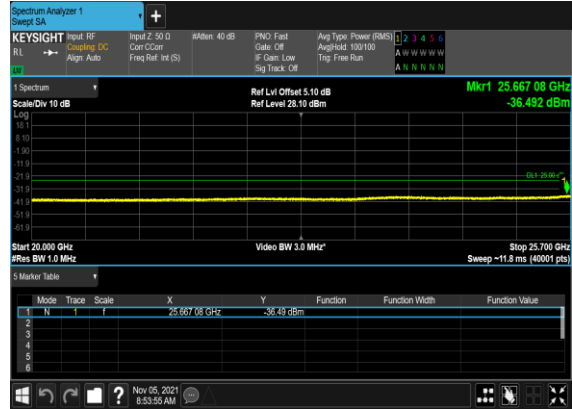 Spectrum Analyzer 1
Swept SA
+
KEYSIGHT Input: RF Input Z: 50 Ω #Atten: 40 dB PNO: Fast Avg Type: Power (RMS) 1 2 3 4 5 6
RL Coupling: DC Corr CCorr Gate: Off Avg|Hold: 100/100 A W W W W W
Align: Auto Freq Ref: Int (S) IF Gain: Low Trig: Free Run
LW Sig Track: Off A N N N N N
1 Spectrum Ref Lvl Offset 5.10 dB Mkr1 25.667 08 GHz
Scale/Div 10 dB Ref Level 28.10 dBm -36.492 dBm
Log
18.1
8.10
-1.90
-11.9
-21.9
DL1 -25.00
-31.9
-41.9
-51.9
-61.9
Start 20.000 GHz Video BW 3.0 MHz* Stop 25.700 GHz
#Res BW 1.0 MHz Sweep ~11.8 ms (40001 pts)
5 Marker Table
Mode Trace Scale X Y Function Function Width Function Value
1 N 1 f 25.667 08 GHz -36.49 dBm
2
3
4
5
6
? Nov 05, 2021
8:53:55 AM